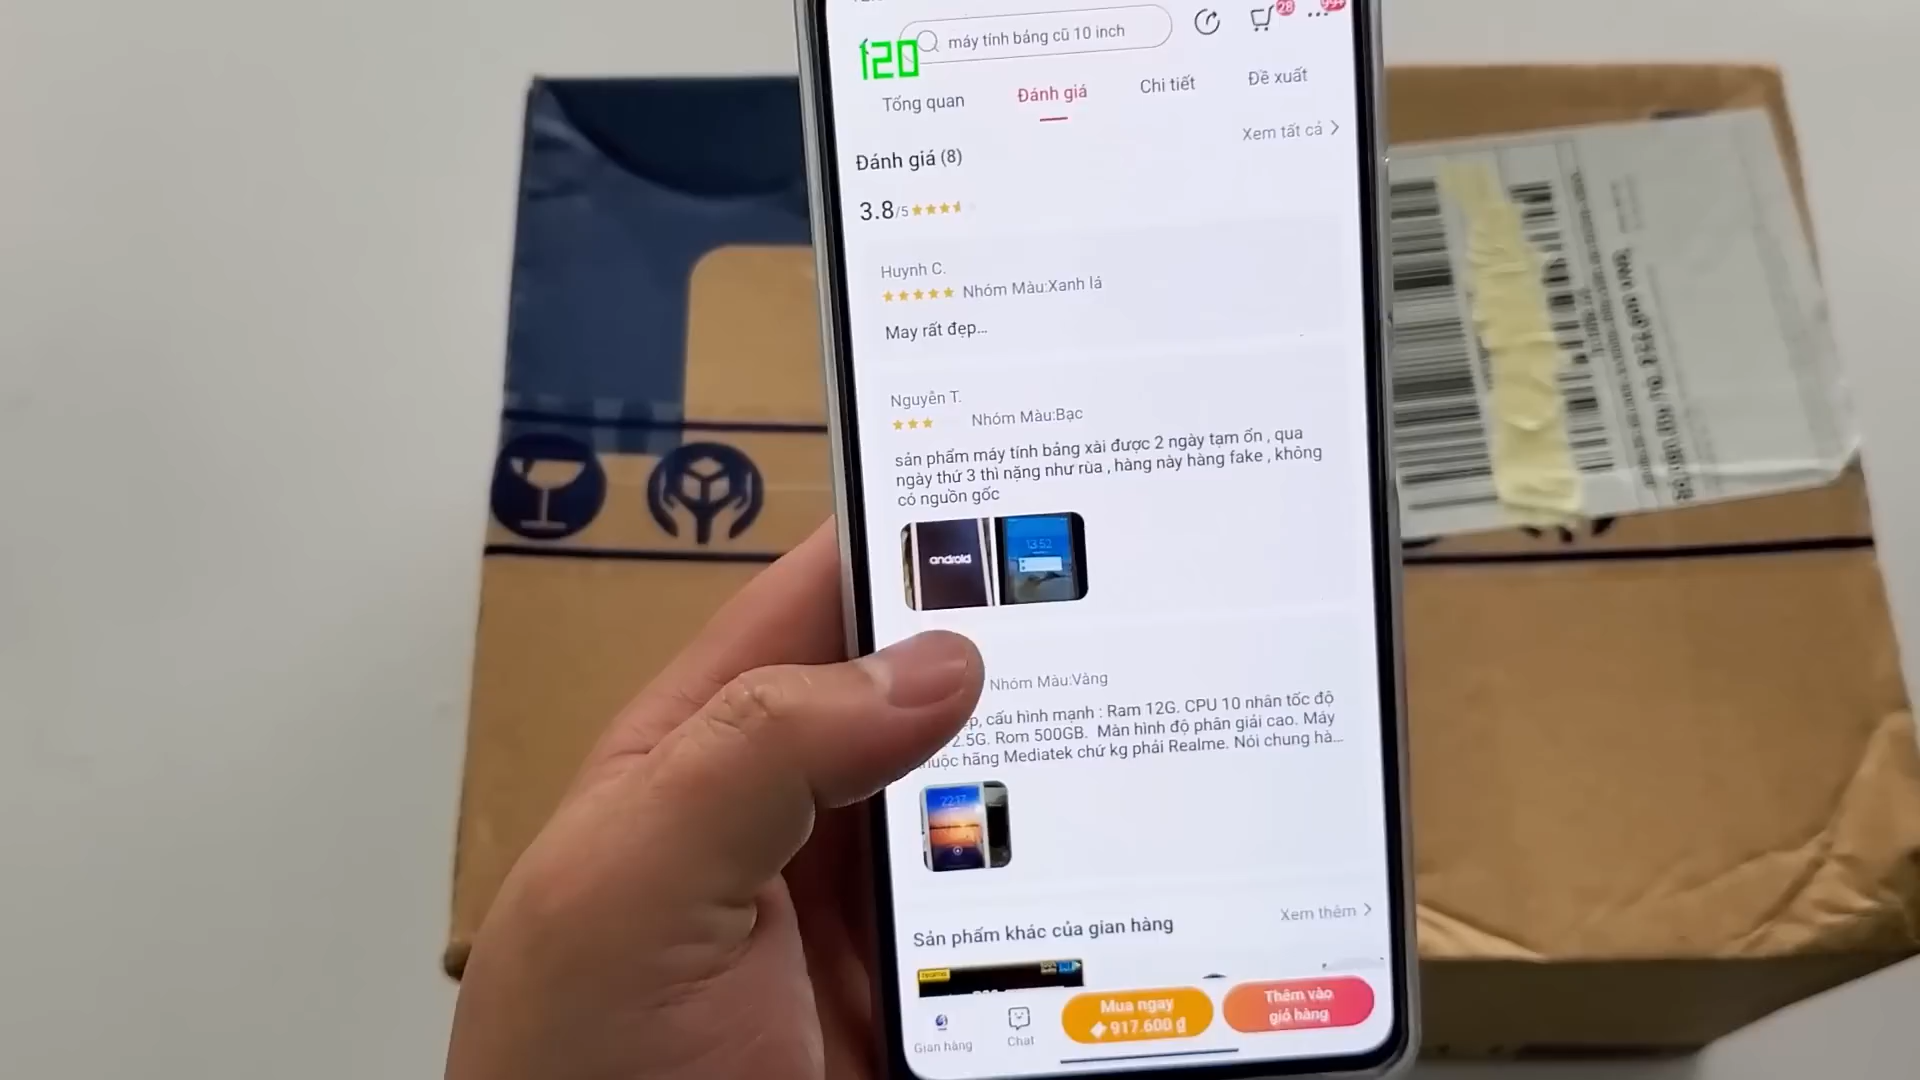 máy tính bảng cũ 10 inch
28
99+
120
Tổng quan
Đánh giá
Chi tiết
Đề xuất
Đánh giá (8)
Xem tất cả
3.8/5
Huynh C.
Nhóm Màu:Xanh lá
May rất đẹp...
Nguyễn T.
Nhóm Màu:Bạc
sản phẩm máy tính bảng xài được 2 ngày tạm ổn , qua
ngày thứ 3 thì nặng như rùa , hàng này hàng fake , không
có nguồn gốc
android
13:52
Nhóm Màu:Vàng
cấu hình mạnh : Ram 12G. CPU 10 nhân tốc độ
2.5G. Rom 500GB. Màn hình độ phân giải cao. Máy
hãng Mediatek chứ kg phải Realme. Nói chung hà...
22:17
Sản phẩm khác của gian hàng
Xem thêm
Gian hàng
Chat
Mua ngay
917.600 ₫
Thêm vào
giỏ hàng